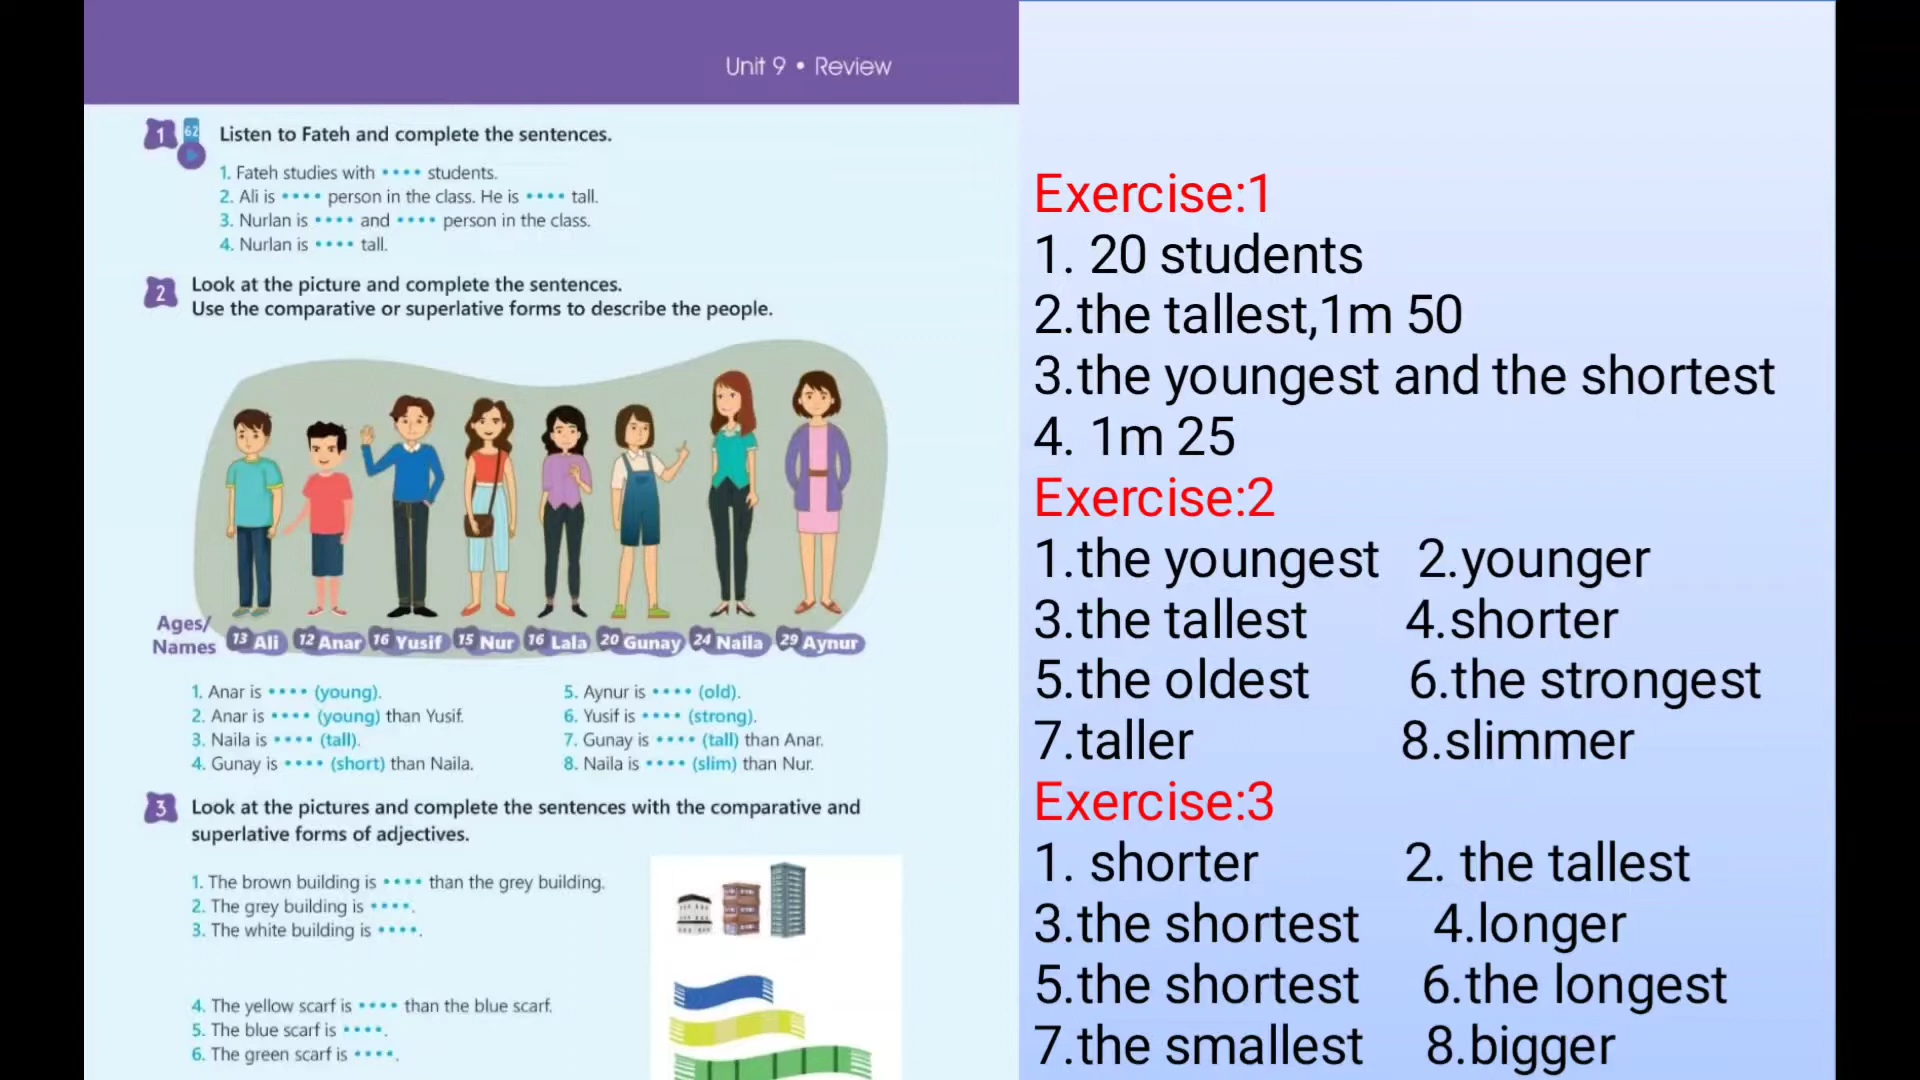 Unit 9 • Review
1 62 Listen to Fateh and complete the sentences.
1. Fateh studies with •••• students.
2. Ali is •••• person in the class. He is •••• tall.
3. Nurlan is •••• and •••• person in the class.
4. Nurlan is •••• tall.
2 Look at the picture and complete the sentences.
Use the comparative or superlative forms to describe the people.
Ages/
Names
13 Ali 12 Anar 16 Yusif 15 Nur 16 Lala 20 Gunay 24 Naila 29 Aynur
1. Anar is •••• (young).
2. Anar is •••• (young) than Yusif.
3. Naila is •••• (tall).
4. Gunay is •••• (short) than Naila.
5. Aynur is •••• (old).
6. Yusif is •••• (strong).
7. Gunay is •••• (tall) than Anar.
8. Naila is •••• (slim) than Nur.
3 Look at the pictures and complete the sentences with the comparative and
superlative forms of adjectives.
1. The brown building is •••• than the grey building.
2. The grey building is ••••.
3. The white building is ••••.
4. The yellow scarf is •••• than the blue scarf.
5. The blue scarf is ••••.
6. The green scarf is ••••.
Exercise:1
1. 20 students
2.the tallest,1m 50
3.the youngest and the shortest
4. 1m 25
Exercise:2
1.the youngest 2.younger
3.the tallest 4.shorter
5.the oldest 6.the strongest
7.taller 8.slimmer
Exercise:3
1. shorter 2. the tallest
3.the shortest 4.longer
5.the shortest 6.the longest
7.the smallest 8.bigger